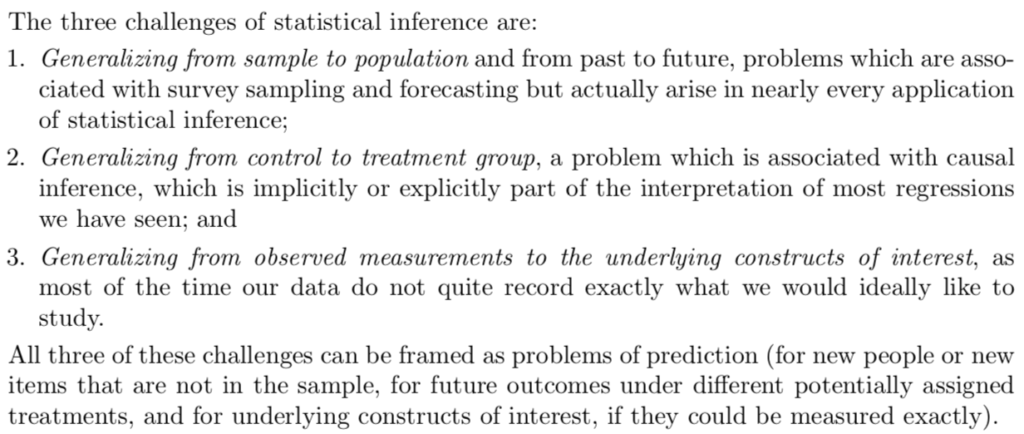 The three challenges of statistical inference are:
1. Generalizing from sample to population and from past to future, problems which are asso-
ciated with survey sampling and forecasting but actually arise in nearly every application
of statistical inference;
2. Generalizing from control to treatment group, a problem which is associated with causal
inference, which is implicitly or explicitly part of the interpretation of most regressions
we have seen; and
3. Generalizing from observed measurements to the underlying constructs of interest, as
most of the time our data do not quite record exactly what we would ideally like to
study.
All three of these challenges can be framed as problems of prediction (for new people or new
items that are not in the sample, for future outcomes under different potentially assigned
treatments, and for underlying constructs of interest, if they could be measured exactly).